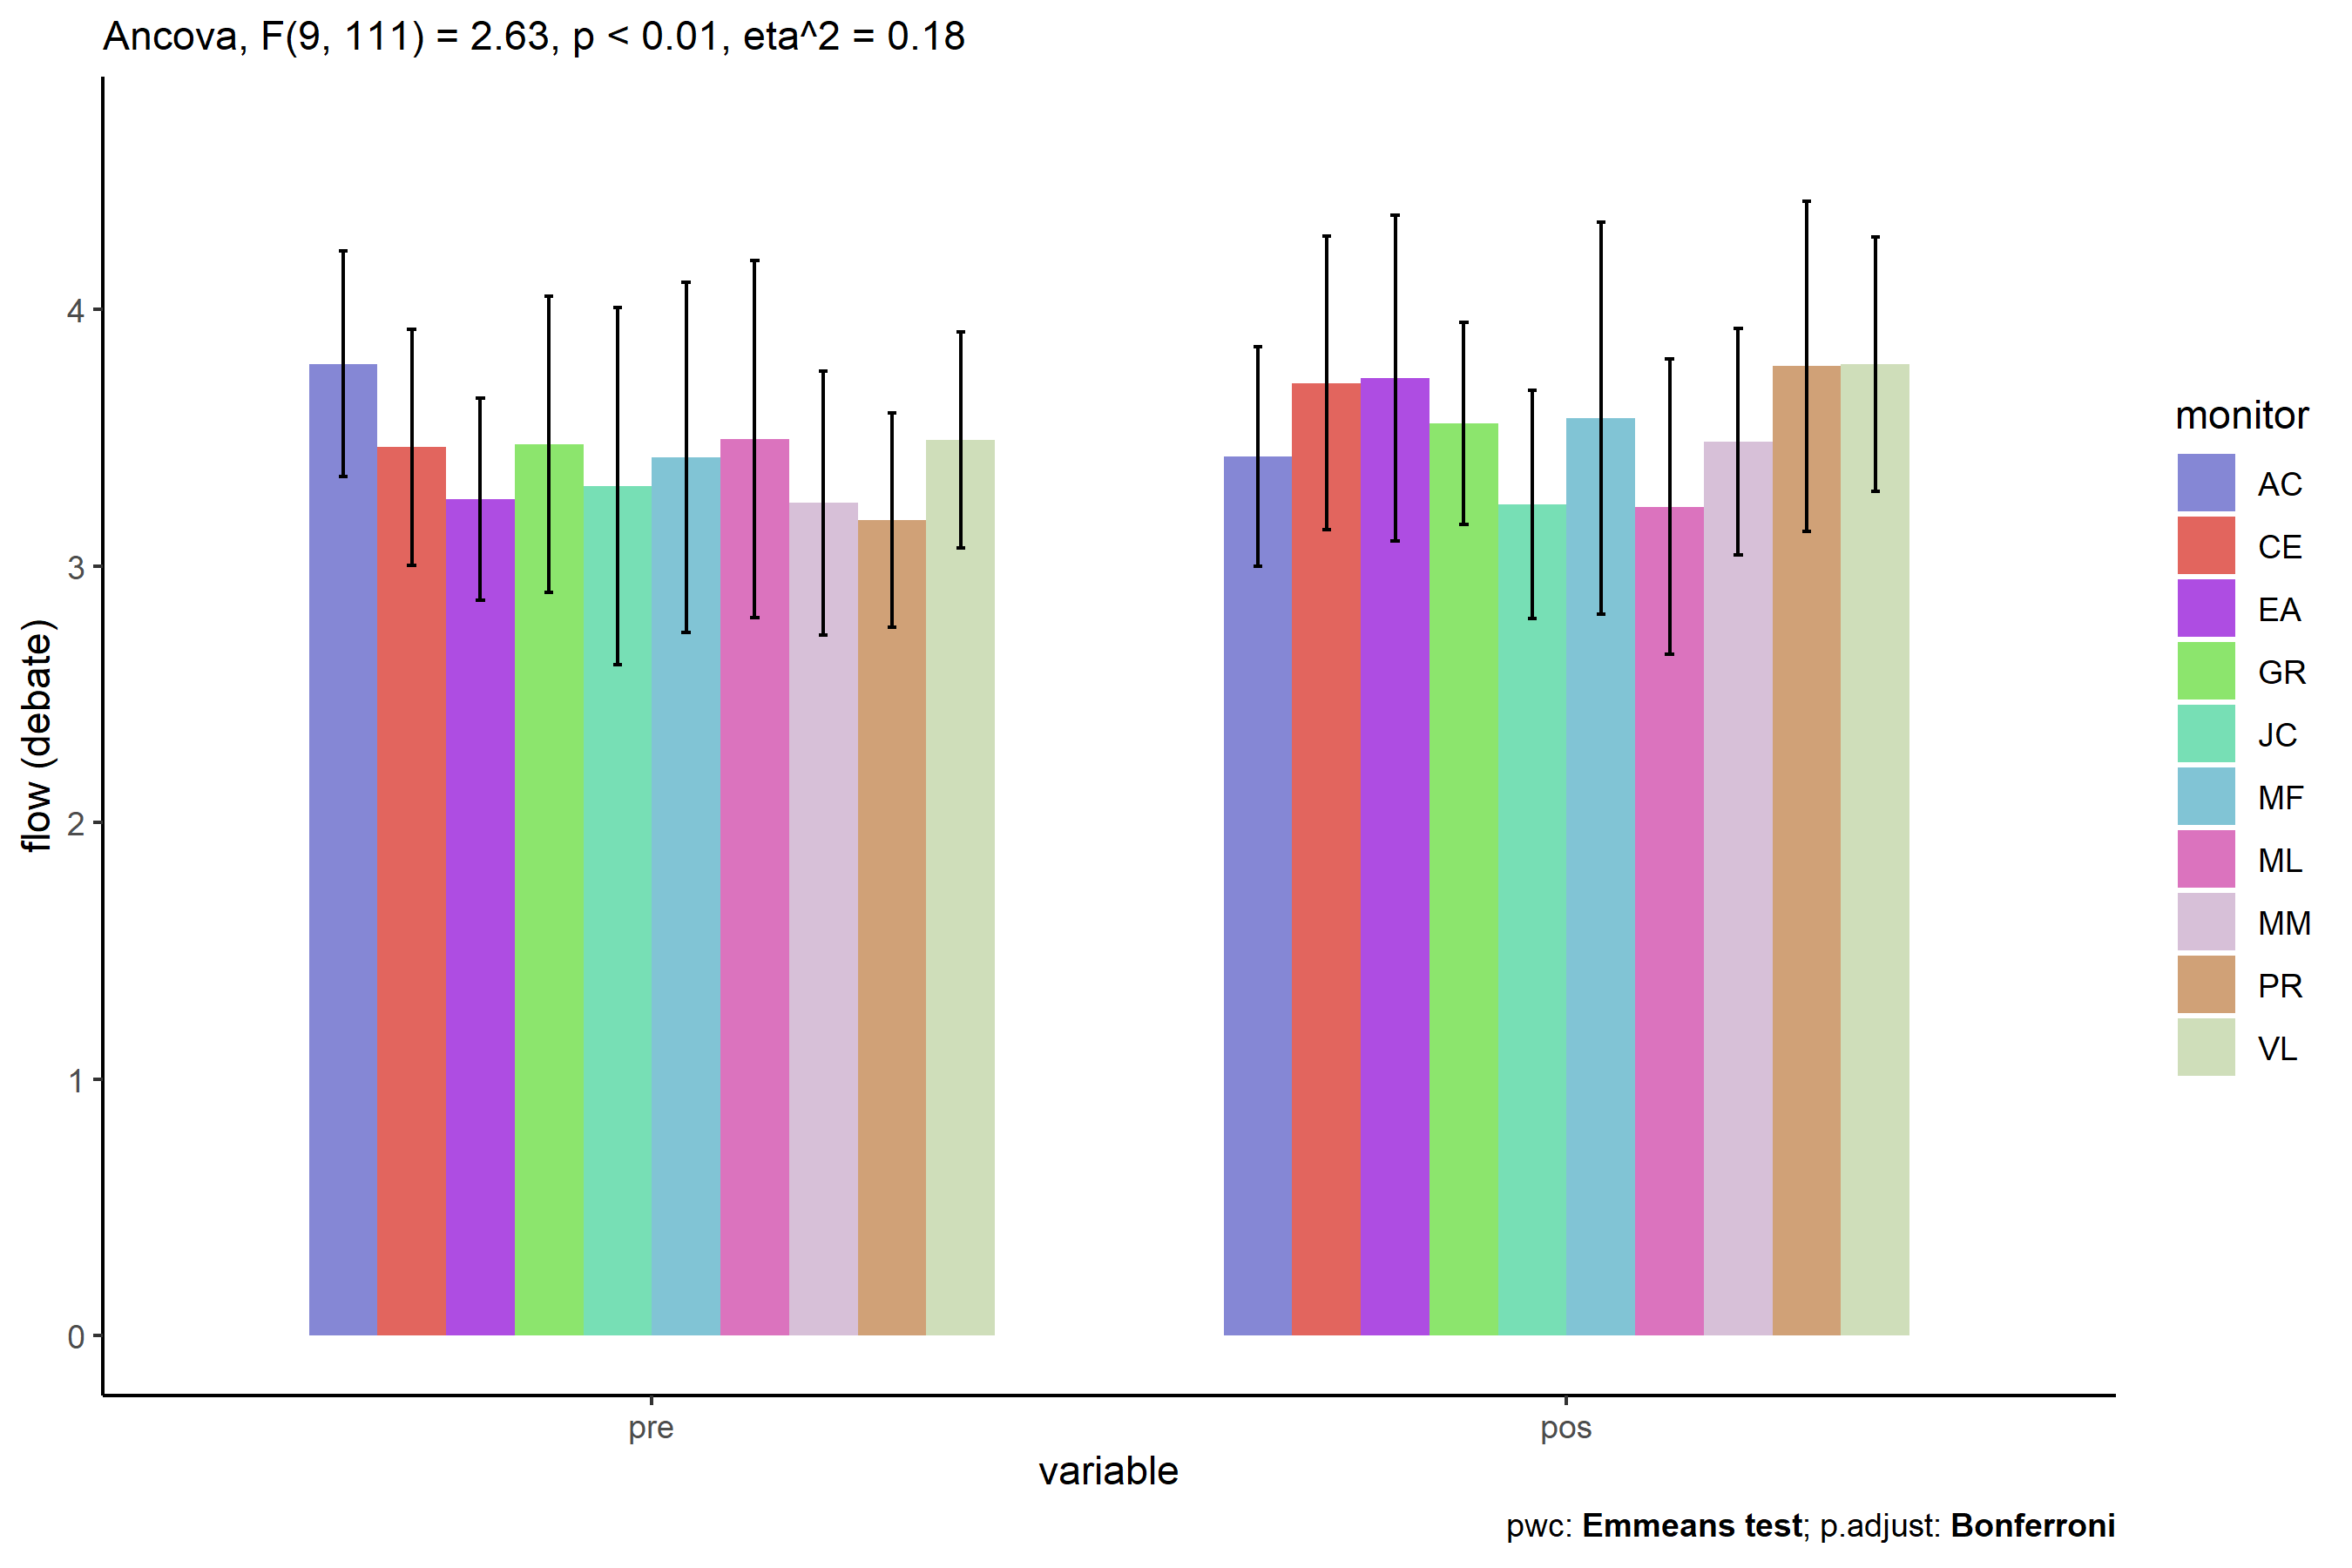 Ancova, F(9, 111) = 2.63, p < 0.01, eta^2 = 0.18
flow (debate)
4
3
2
1
0
pre
pos
variable
monitor
AC
CE
EA
GR
JC
MF
ML
MM
PR
VL
pwc: Emmeans test; p.adjust: Bonferroni